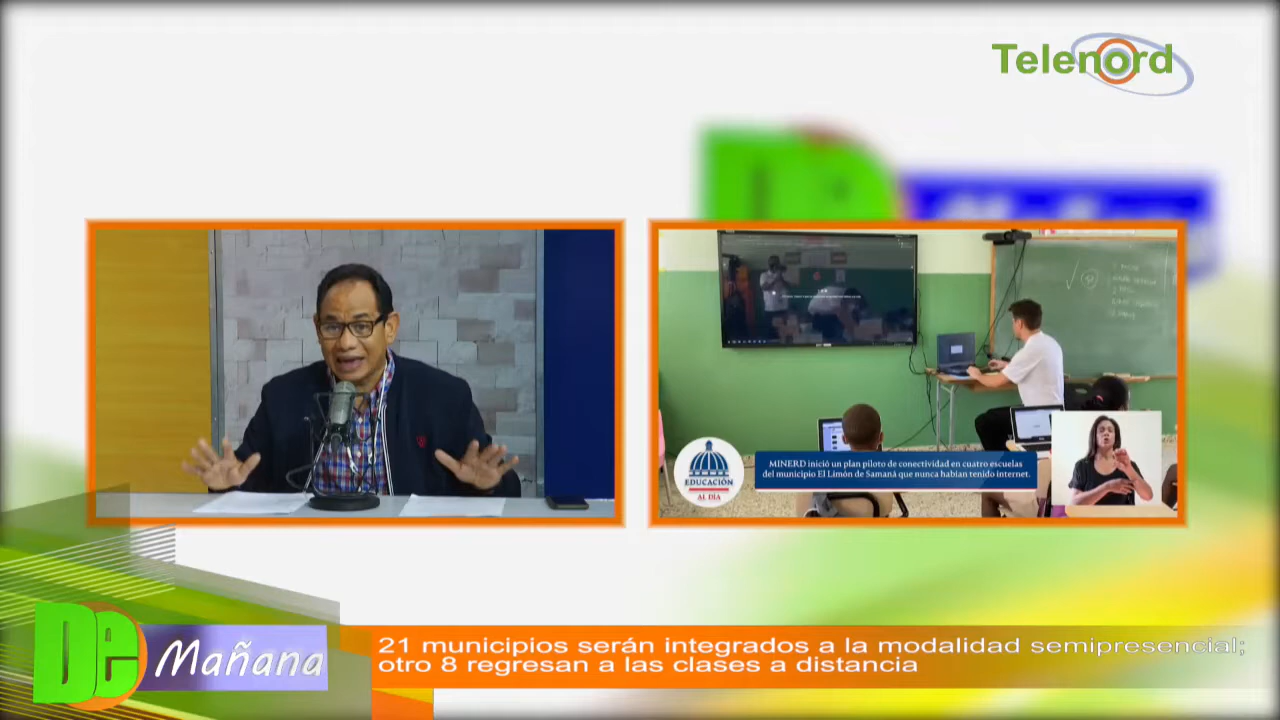 Telenord
MINERD inició un plan piloto de conectividad en cuatro escuelas
del municipio El Limón de Samaná que nunca habían tenido internet.
EDUCACIÓN
AL DÍA
De Mañana
21 municipios serán integrados a la modalidad semipresencial;
otro 8 regresan a las clases a distancia